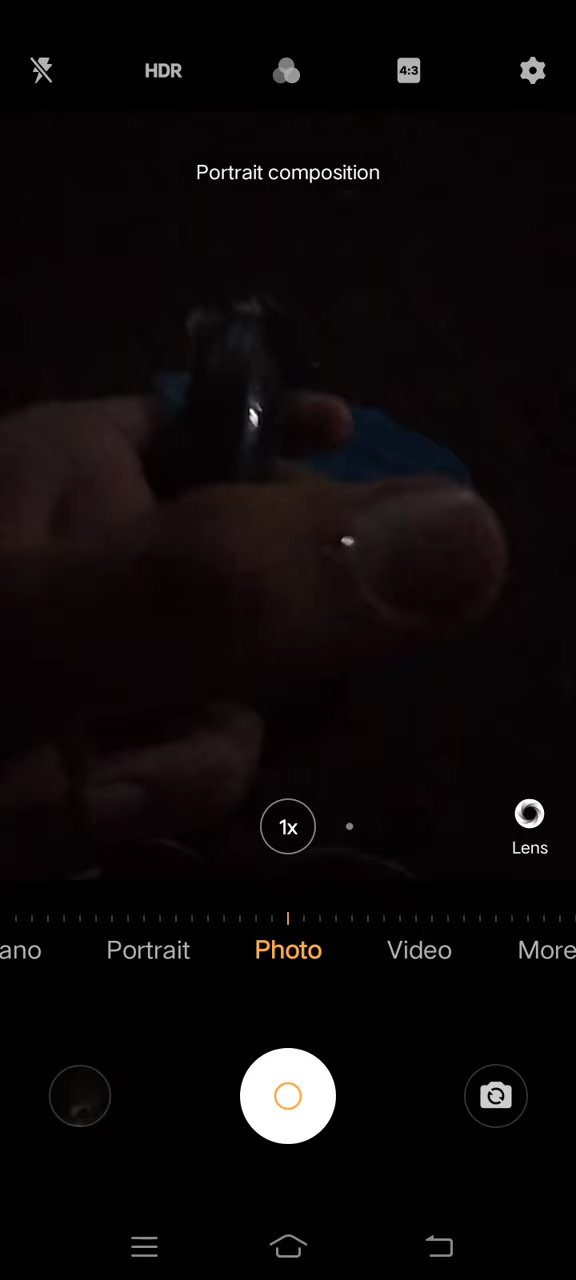 HDR
4:3
Portrait composition
1x
Lens
ano Portrait Photo Video More